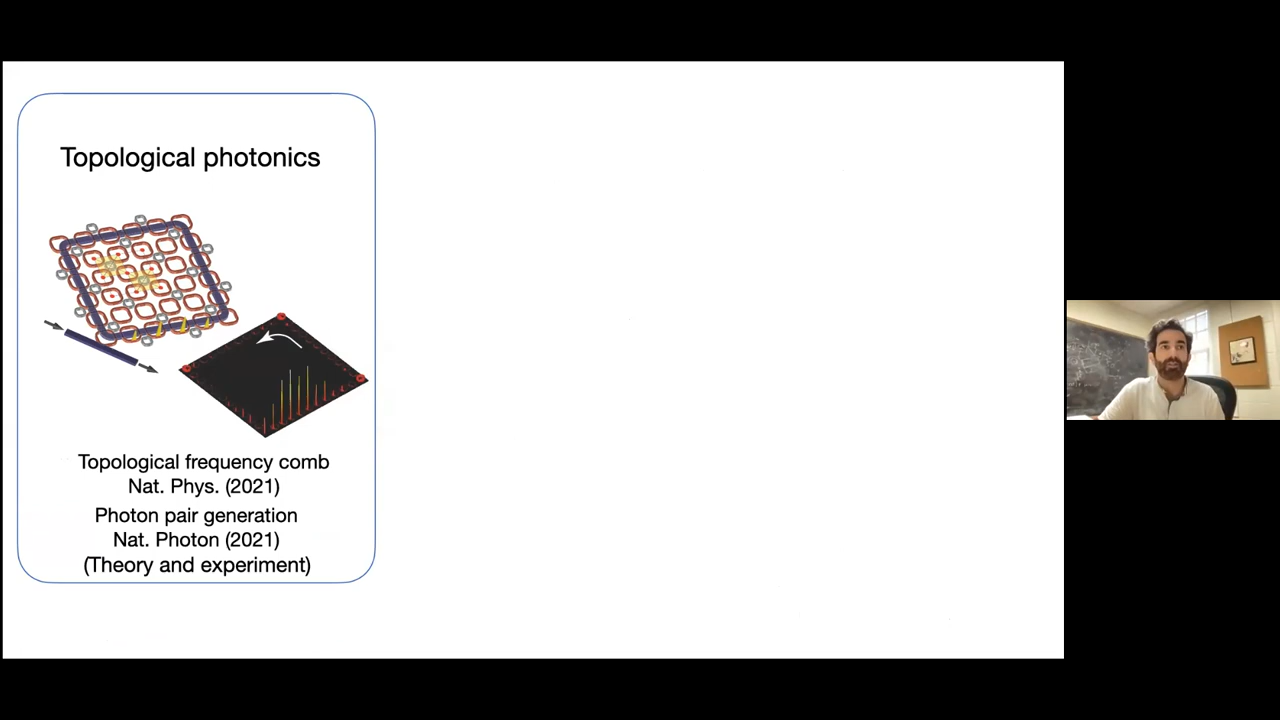 Topological photonics
Topological frequency comb
Nat. Phys. (2021)
Photon pair generation
Nat. Photon (2021)
(Theory and experiment)